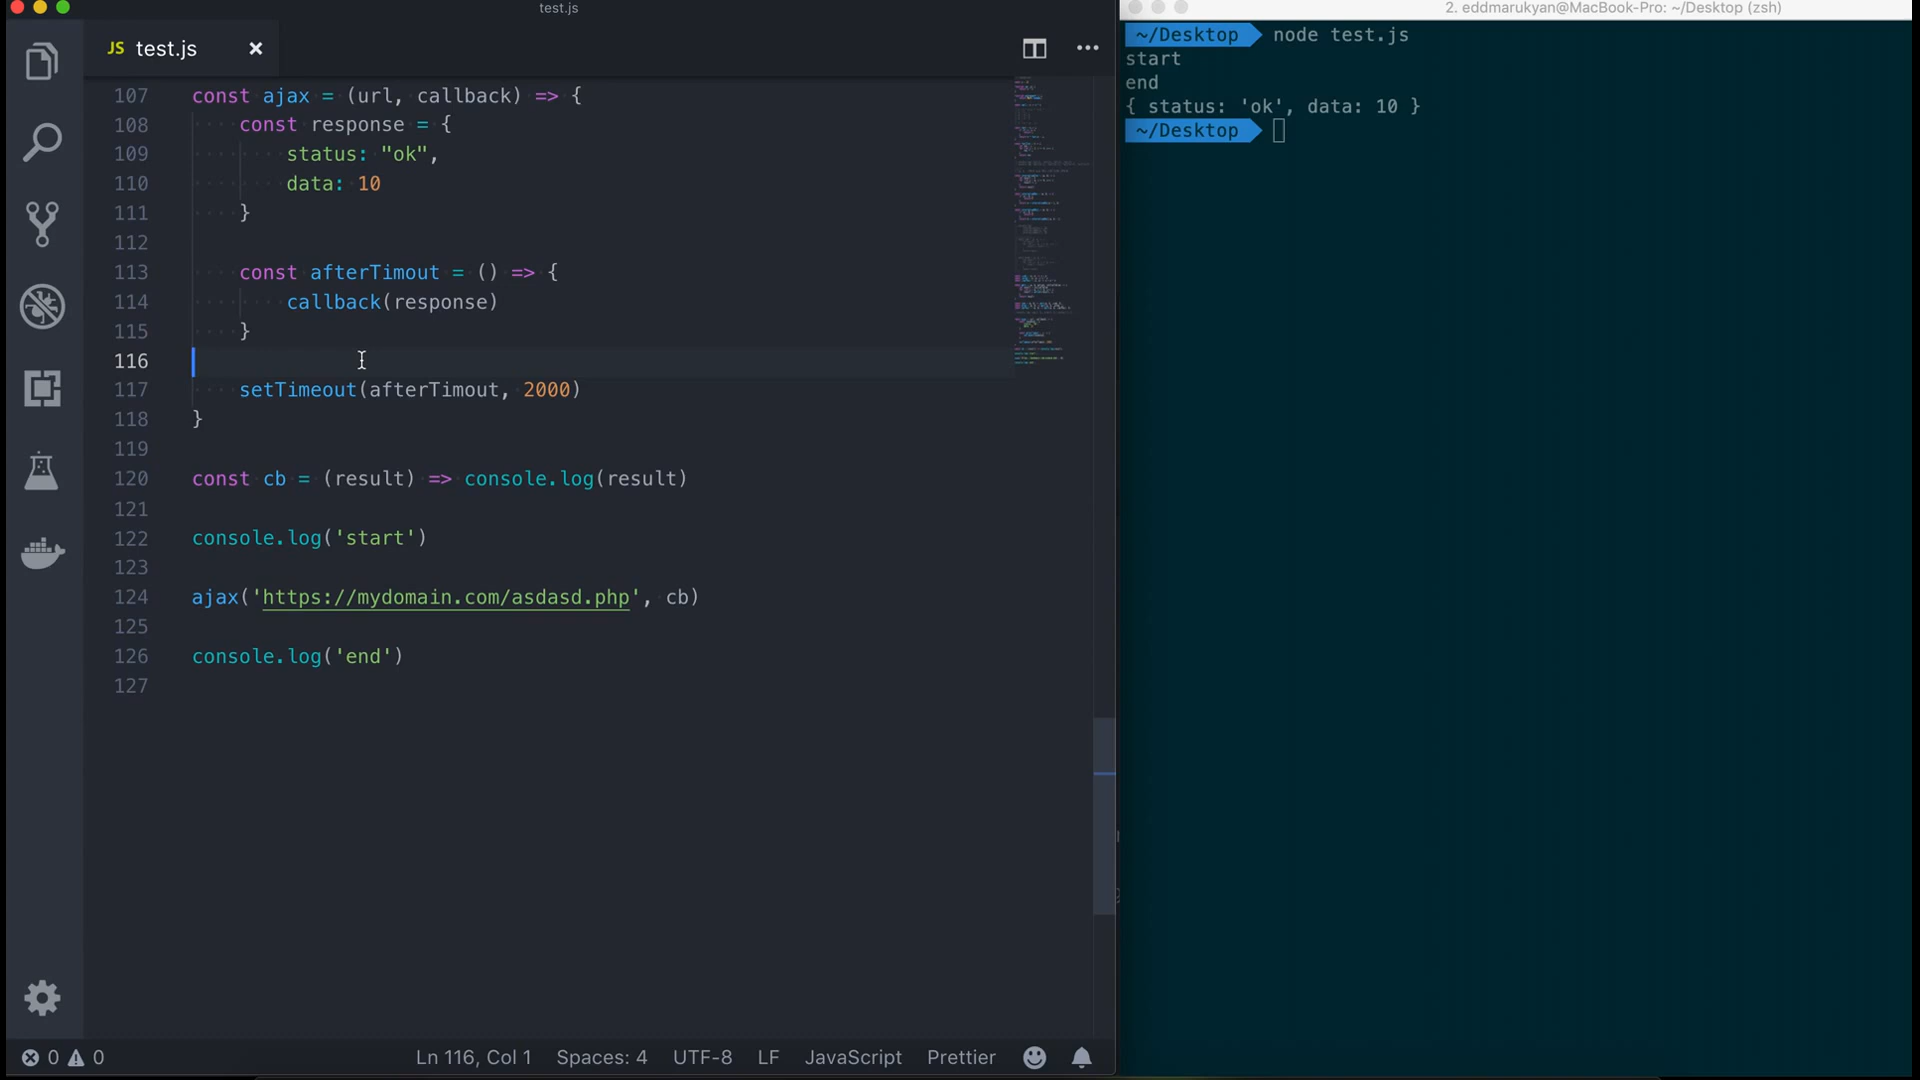 test.js
JS test.js
107 const ajax = (url, callback) => {
108 const response = {
109 status: "ok",
110 data: 10
111 }
112
113 const afterTimout = () => {
114 callback(response)
115 }
116
117 setTimeout(afterTimout, 2000)
118 }
119
120 const cb = (result) => console.log(result)
121
122 console.log('start')
123
124 ajax('https://mydomain.com/asdasd.php', cb)
125
126 console.log('end')
127
0 0 Ln 116, Col 1 Spaces: 4 UTF-8 LF JavaScript Prettier
2. eddmarukyan@MacBook-Pro: ~/Desktop (zsh)
~/Desktop node test.js
start
end
{ status: 'ok', data: 10 }
~/Desktop